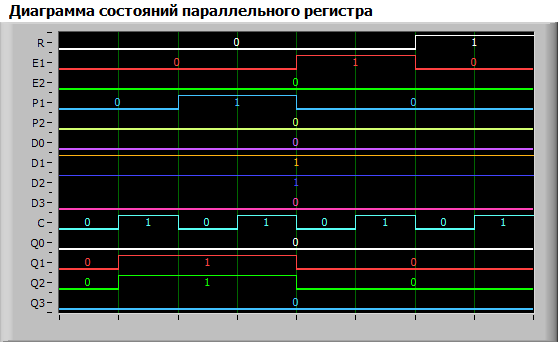 Диаграмма состояний параллельного регистра
R 0 1
E1 0 1 0
E2 0
P1 0 1 0
P2 0
D0 0
D1 1
D2 1
D3 0
C 0 1 0 1 0 1 0 1
Q0 0
Q1 0 1 0
Q2 0 1 0
Q3 0